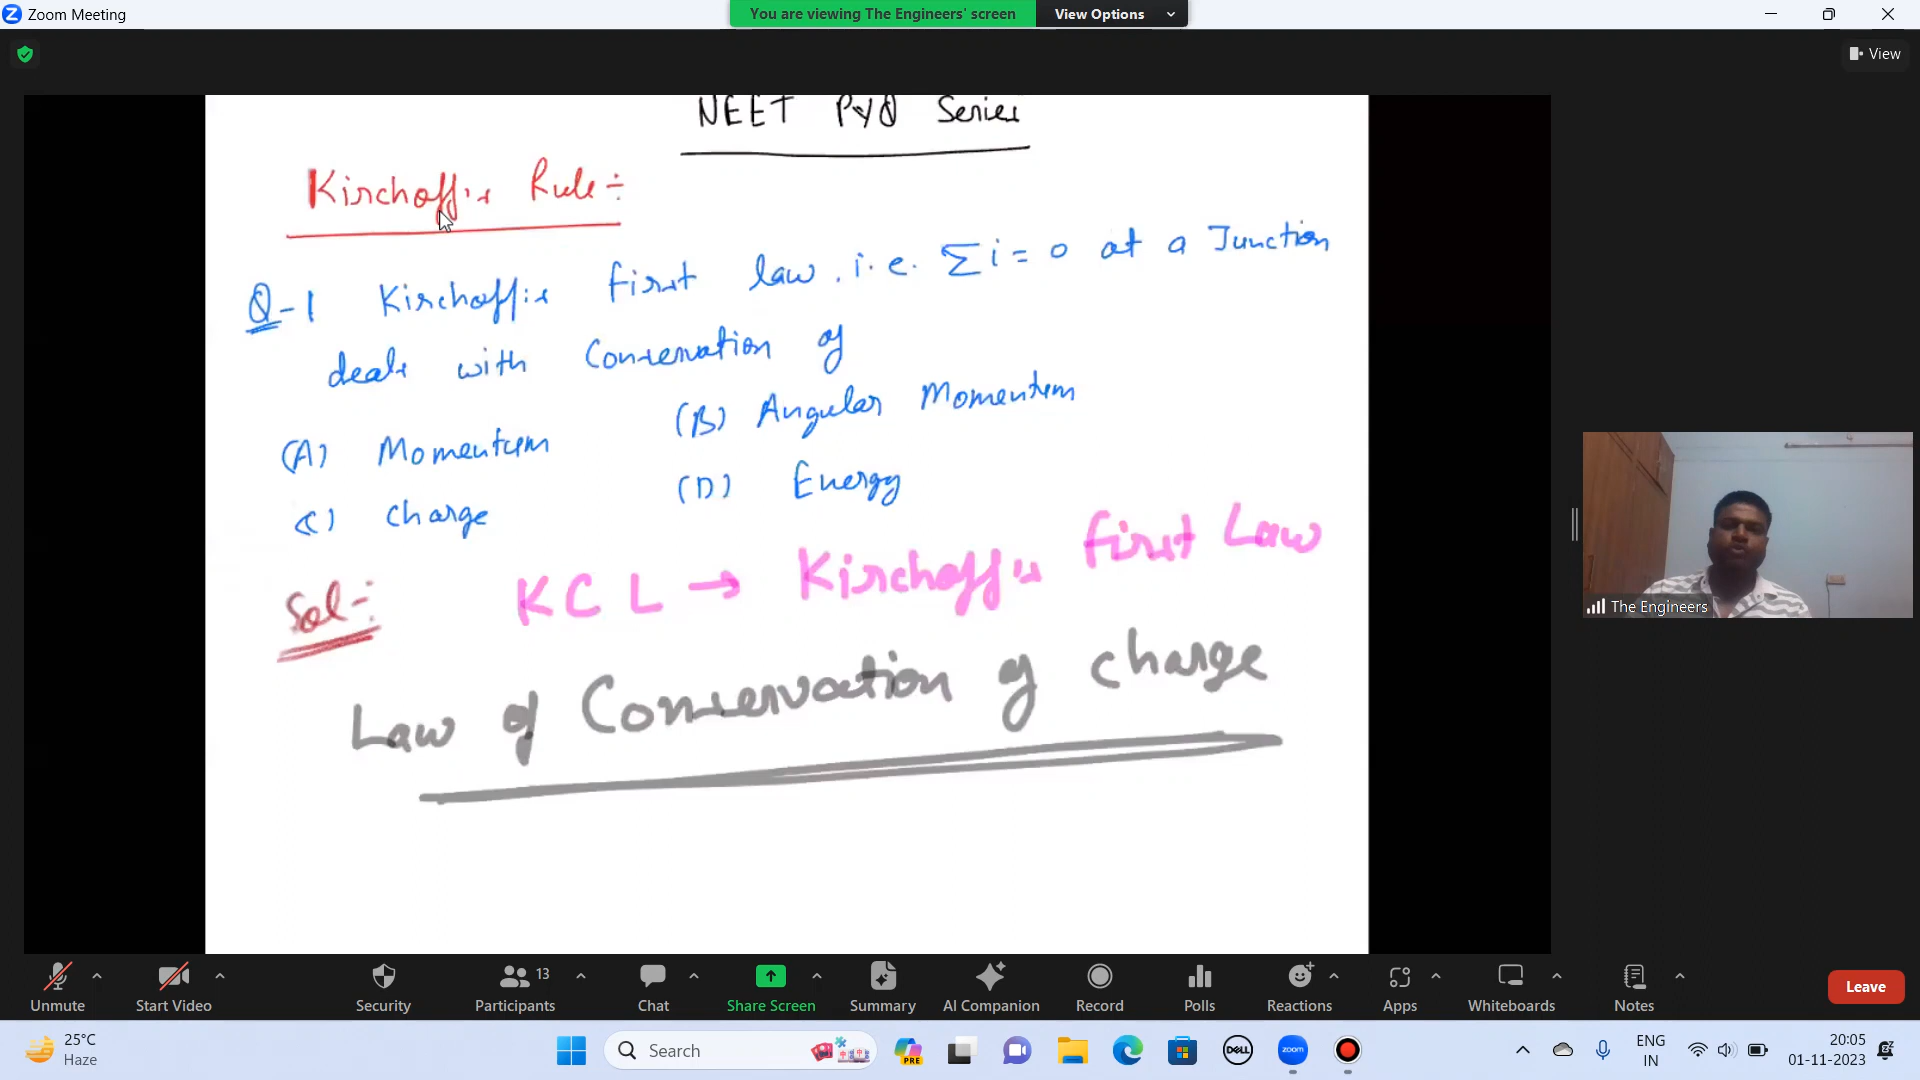 Zoom Meeting
You are viewing The Engineers' screen
View Options
View
NEET PYQ Series
Kirchoff's Rule:-
Q-1 Kirchoff's first law, i.e. ∑i = 0 at a Junction
deals with Conservation of
(A) Momentum
(B) Angular Momentum
(C) Charge
(D) Energy
Sol:-
KCL → Kirchoff's first Law
Law of Conservation of charge
The Engineers
Unmute
Start Video
Security
Participants 13
Chat
Share Screen
Summary
AI Companion
Record
Polls
Reactions
Apps
Whiteboards
Notes
Leave
25°C
Haze
Search
PRE
DELL
zoom
ENG
IN
20:05
01-11-2023